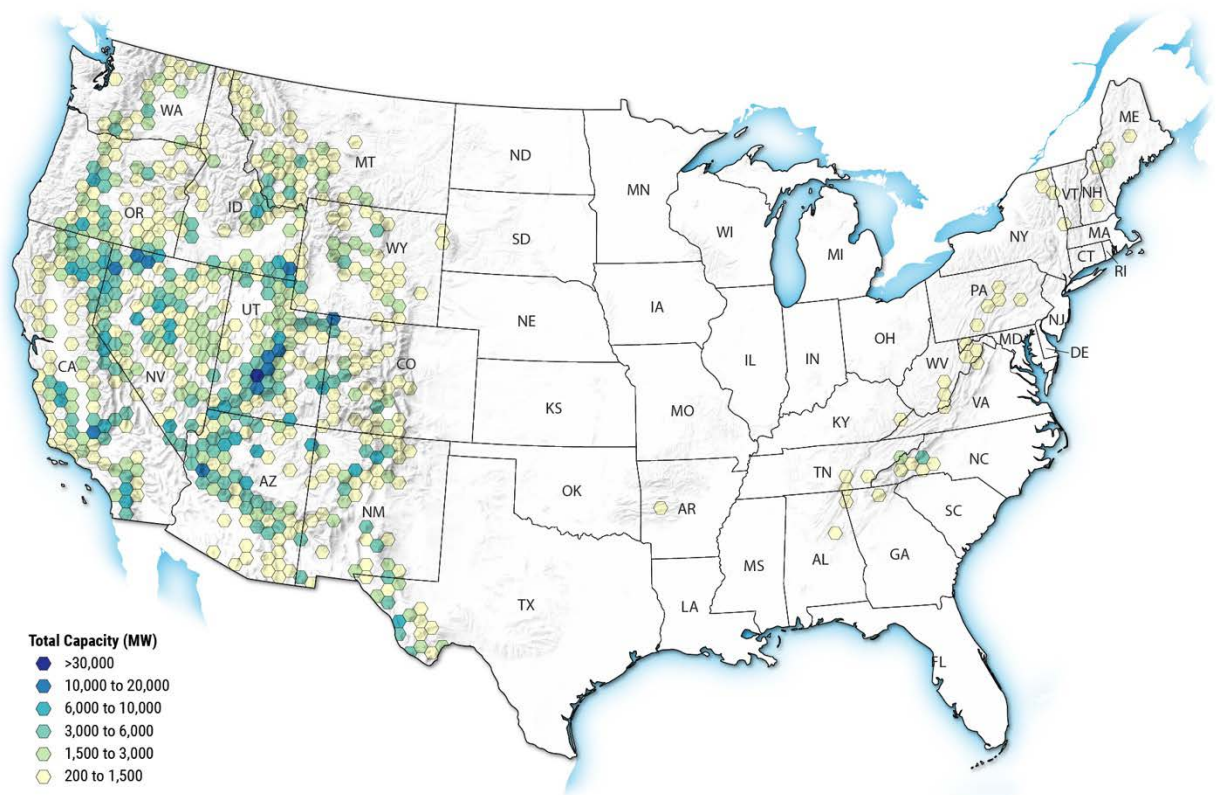 WA
MT
ND
MN
OR
ID
SD
WI
MI
ME
VT
NH
NY
MA
CT
RI
WY
NE
IA
PA
NJ
UT
CA
NV
CO
IL
IN
OH
MD
DE
WV
VA
KS
MO
KY
AZ
NM
OK
AR
TN
NC
SC
TX
MS
AL
GA
LA
FL
Total Capacity (MW)
>30,000
10,000 to 20,000
6,000 to 10,000
3,000 to 6,000
1,500 to 3,000
200 to 1,500